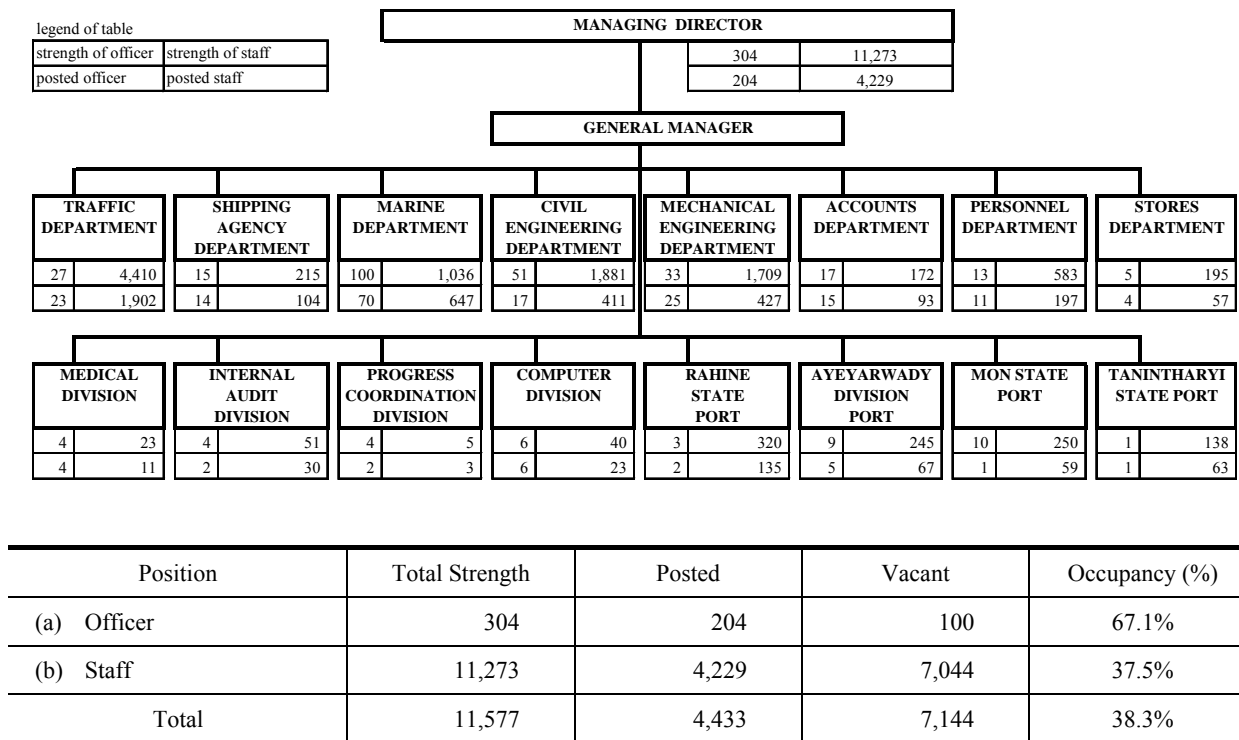 legend of table
strength of officer strength of staff
posted officer posted staff
MANAGING DIRECTOR
304 11,273
204 4,229
GENERAL MANAGER
TRAFFIC
DEPARTMENT
27 4,410
23 1,902
SHIPPING
AGENCY
DEPARTMENT
15 215
14 104
MARINE
DEPARTMENT
100 1,036
70 647
CIVIL
ENGINEERING
DEPARTMENT
51 1,881
17 411
MECHANICAL
ENGINEERING
DEPARTMENT
33 1,709
25 427
ACCOUNTS
DEPARTMENT
17 172
15 93
PERSONNEL
DEPARTMENT
13 583
11 197
STORES
DEPARTMENT
5 195
4 57
MEDICAL
DIVISION
4 23
4 11
INTERNAL
AUDIT
DIVISION
4 51
2 30
PROGRESS
COORDINATION
DIVISION
4 5
2 3
COMPUTER
DIVISION
6 40
6 23
RAHINE
STATE
PORT
3 320
2 135
AYEYARWADY
DIVISION
PORT
9 245
5 67
MON STATE
PORT
10 250
1 59
TANINTHARYI
STATE PORT
1 138
1 63
Position Total Strength Posted Vacant Occupancy (%)
(a) Officer 304 204 100 67.1%
(b) Staff 11,273 4,229 7,044 37.5%
Total 11,577 4,433 7,144 38.3%